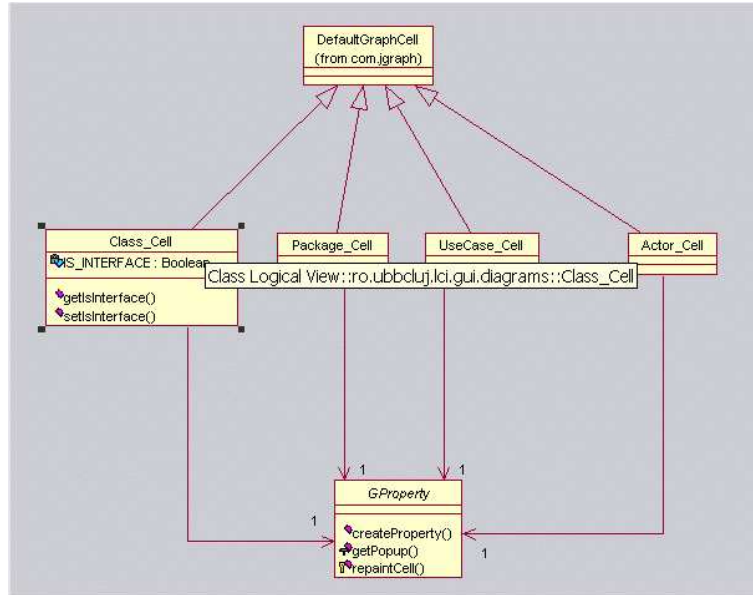 DefaultGraphCell
(from com.jgraph)
Class_Cell
IS_INTERFACE : Boolean
getIsInterface()
setIsInterface()
Package_Cell
UseCase_Cell
Actor_Cell
Class Logical View::ro.ubbcluj.lci.gui.diagrams::Class_Cell
1
1
1
1
GProperty
createProperty()
getPopup()
repaintCell()